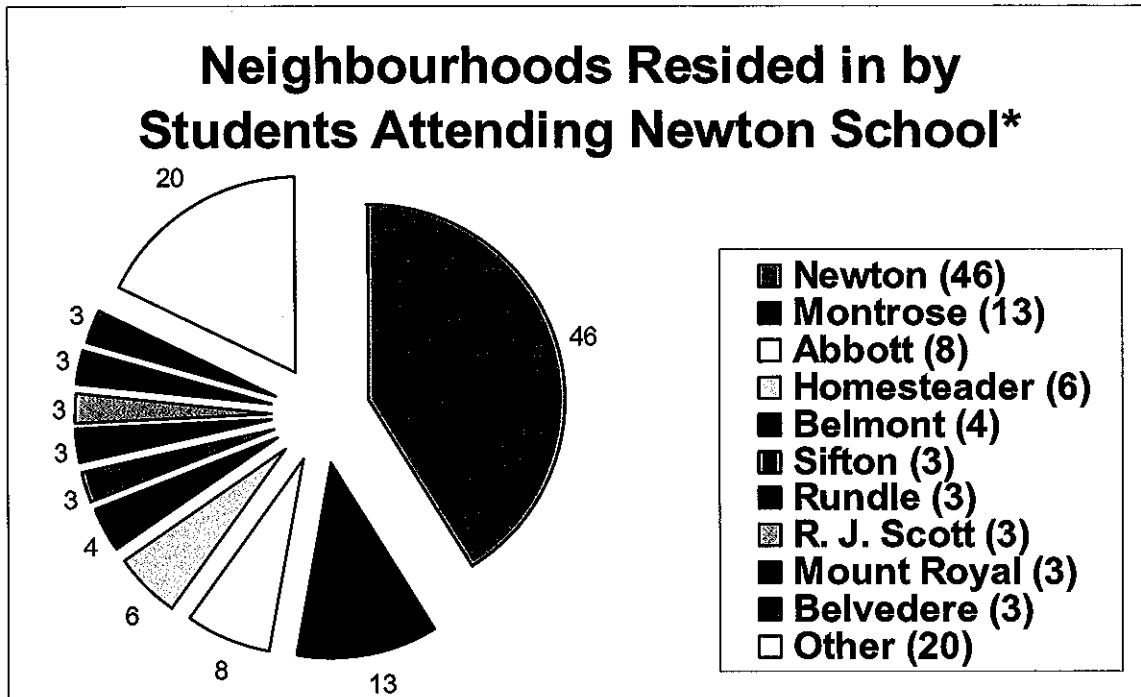 Neighbourhoods Resided in by
Students Attending Newton School*
20
46
3
3
3
3
3
4
6
8
13
Newton (46)
Montrose (13)
Abbott (8)
Homesteader (6)
Belmont (4)
Sifton (3)
Rundle (3)
R. J. Scott (3)
Mount Royal (3)
Belvedere (3)
Other (20)